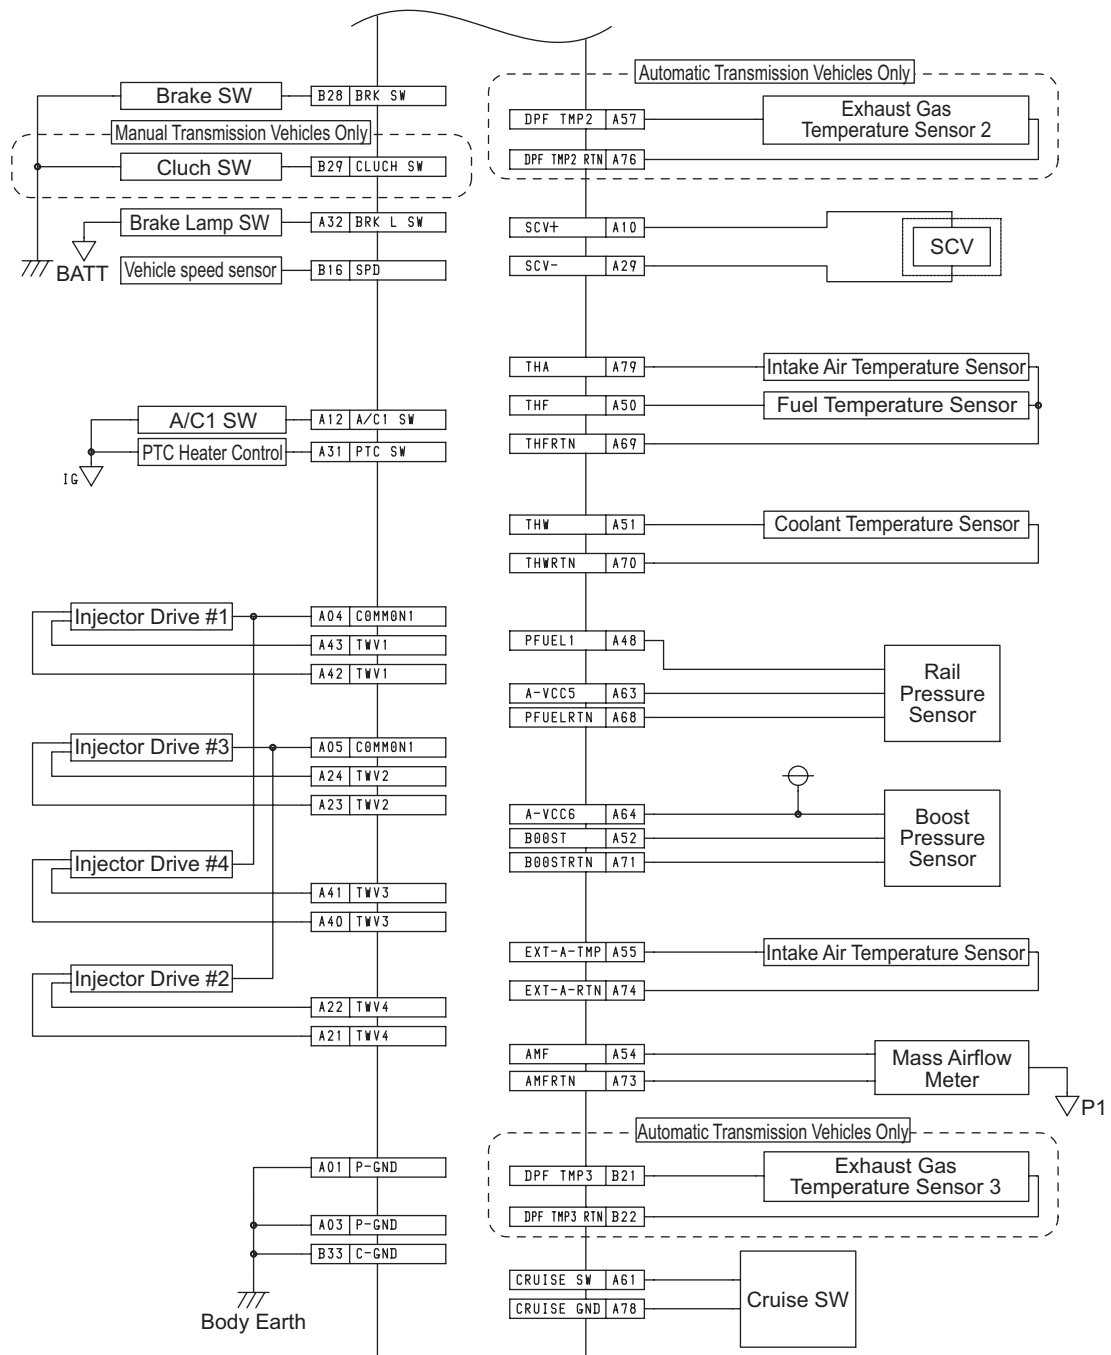 Brake SW
B28 BRK SW
Manual Transmission Vehicles Only
Cluch SW
B29 CLUCH SW
Brake Lamp SW
A32 BRK L SW
BATT
Vehicle speed sensor
B16 SPD
A/C1 SW
A12 A/C1 SW
PTC Heater Control
A31 PTC SW
IG
Injector Drive #1
A04 COMMON1
A43 TWV1
A42 TWV1
Injector Drive #3
A05 COMMON1
A24 TWV2
A23 TWV2
Injector Drive #4
A41 TWV3
A40 TWV3
Injector Drive #2
A22 TWV4
A21 TWV4
A01 P-GND
A03 P-GND
B33 C-GND
Body Earth
Automatic Transmission Vehicles Only
DPF TMP2 A57
Exhaust Gas
Temperature Sensor 2
DPF TMP2 RTN A76
SCV+ A10
SCV
SCV- A29
THA A79
Intake Air Temperature Sensor
THF A50
Fuel Temperature Sensor
THFRTN A69
THW A51
Coolant Temperature Sensor
THWRTN A70
PFUEL1 A48
Rail
Pressure
Sensor
A-VCC5 A63
PFUELRTN A68
A-VCC6 A64
Boost
Pressure
Sensor
BOOST A52
BOOSTRTN A71
EXT-A-TMP A55
Intake Air Temperature Sensor
EXT-A-RTN A74
AMF A54
Mass Airflow
Meter
AMFRTN A73
P1
Automatic Transmission Vehicles Only
DPF TMP3 B21
Exhaust Gas
Temperature Sensor 3
DPF TMP3 RTN B22
CRUISE SW A61
Cruise SW
CRUISE GND A78